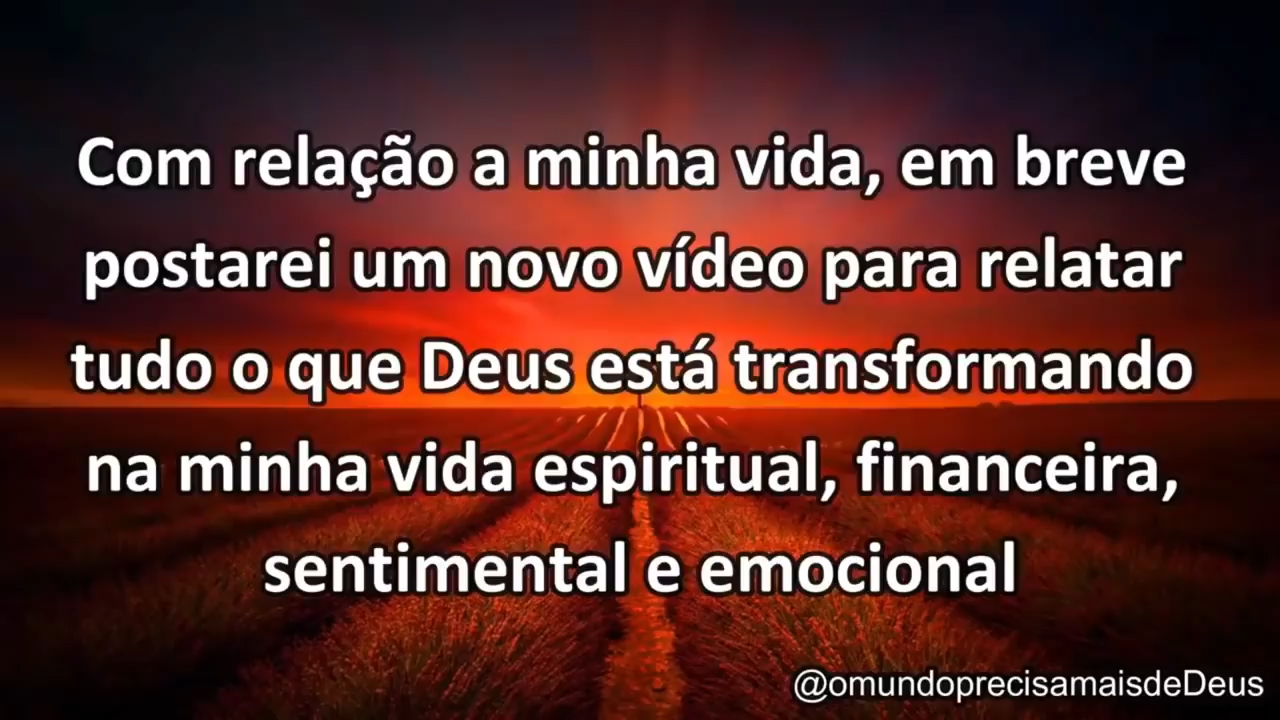 Com relação a minha vida, em breve
postarei um novo vídeo para relatar
tudo o que Deus está transformando
na minha vida espiritual, financeira,
sentimental e emocional
@omundoprecisamaisdeDeus